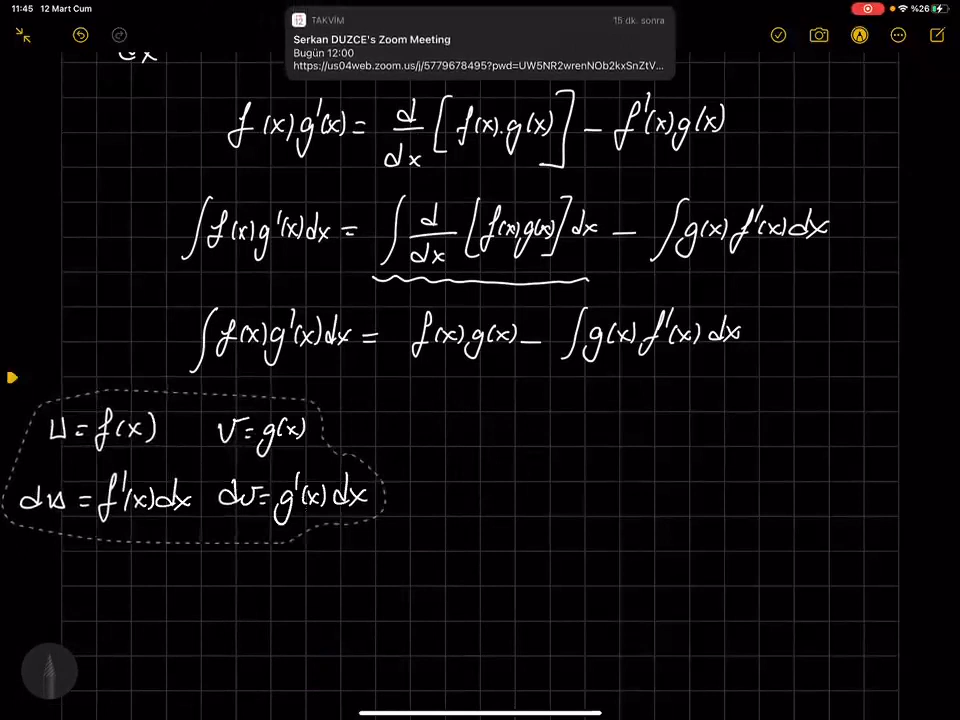 11:45 12 Mart Cum
%26
12 TAKVİM 15 dk. sonra
Serkan DUZCE's Zoom Meeting
Bugün 12:00
https://us04web.zoom.us/j/5779678495?pwd=UW5NR2wrenNOb2kxSnZtV...
f(x)g'(x) = d/dx [f(x).g(x)] - f'(x)g(x)
∫f(x)g'(x)dx = ∫ d/dx [f(x)g(x)] dx - ∫g(x)f'(x)dx
∫f(x)g'(x)dx = f(x)g(x) - ∫g(x)f'(x)dx
u = f(x) v = g(x)
du = f'(x)dx dv = g'(x)dx